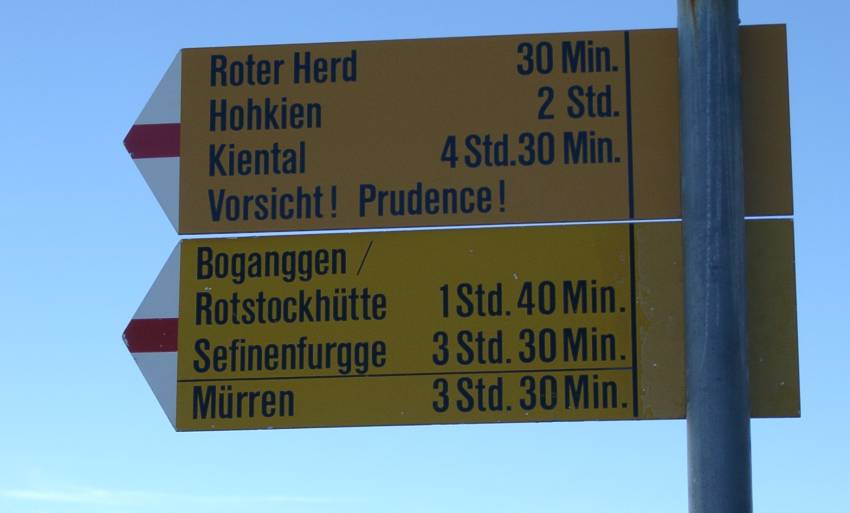 Roter Herd 30 Min.
Hohkien 2 Std.
Kiental 4 Std. 30 Min.
Vorsicht! Prudence!
Boganggen /
Rotstockhütte 1 Std. 40 Min.
Sefinenfurgge 3 Std. 30 Min.
Mürren 3 Std. 30 Min.